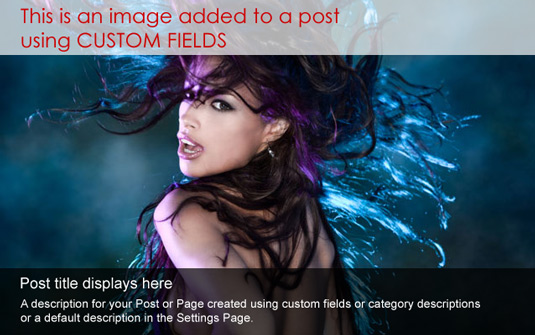 This is an image added to a post
using CUSTOM FIELDS
Post title displays here
A description for your Post or Page created using custom fields or category descriptions
or a default description in the Settings Page.